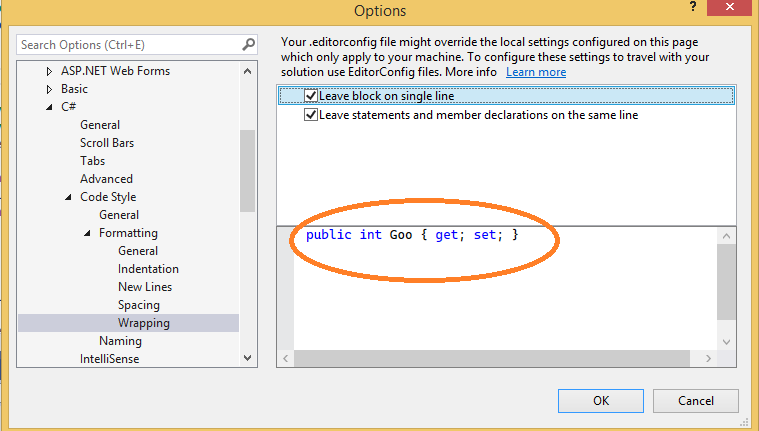 Options
?
Search Options (Ctrl+E)
ASP.NET Web Forms
Basic
C#
General
Scroll Bars
Tabs
Advanced
Code Style
General
Formatting
General
Indentation
New Lines
Spacing
Wrapping
Naming
IntelliSense
Your .editorconfig file might override the local settings configured on this page
which only apply to your machine. To configure these settings to travel with your
solution use EditorConfig files. More info Learn more
Leave block on single line
Leave statements and member declarations on the same line
public int Goo { get; set; }
OK
Cancel